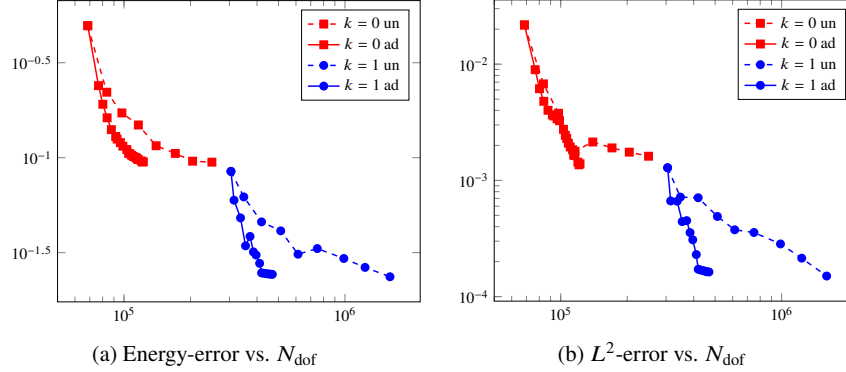 10^−0.5
10^−1
10^−1.5
10^5
10^6
k = 0 un
k = 0 ad
k = 1 un
k = 1 ad
(a) Energy-error vs. N_dof
10^−2
10^−3
10^−4
10^5
10^6
k = 0 un
k = 0 ad
k = 1 un
k = 1 ad
(b) L^2-error vs. N_dof